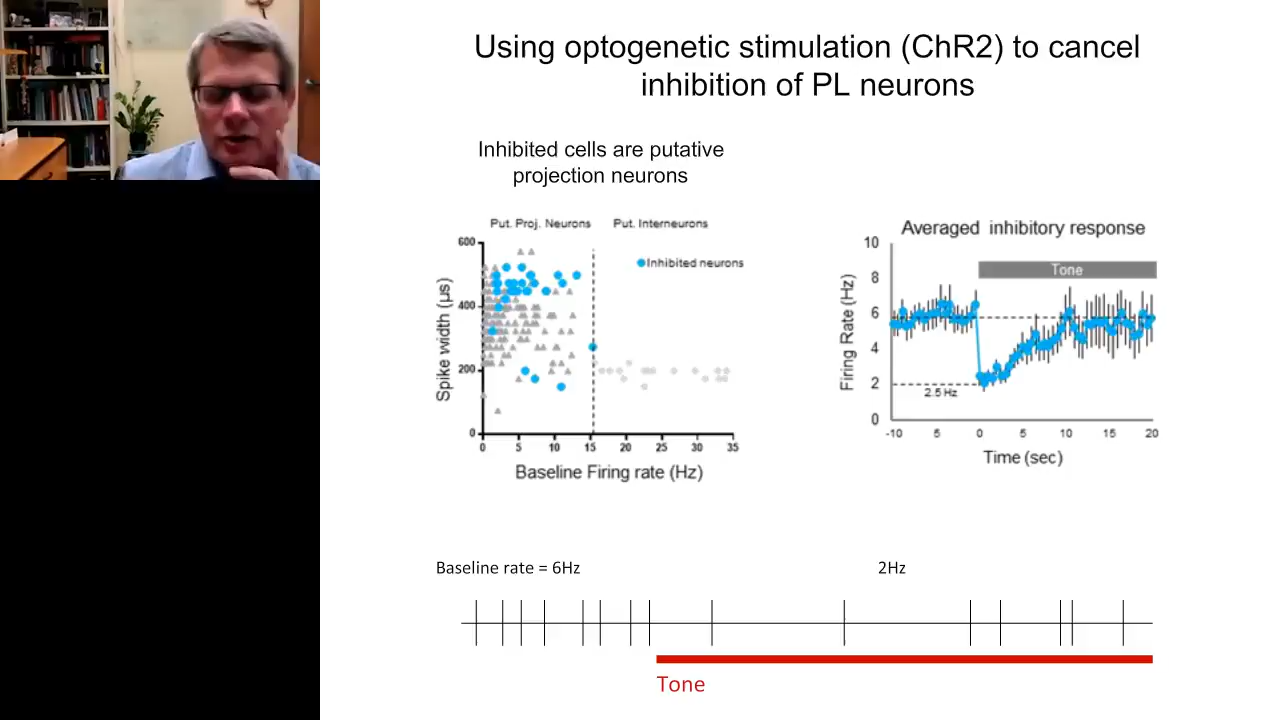 Using optogenetic stimulation (ChR2) to cancel
inhibition of PL neurons
Inhibited cells are putative
projection neurons
Put. Proj. Neurons
Put. Interneurons
Inhibited neurons
600
400
200
0
Spike width (µs)
0 5 10 15 20 25 30 35
Baseline Firing rate (Hz)
Averaged inhibitory response
Tone
10
8
6
4
2
0
Firing Rate (Hz)
2.5 Hz
-10 5 0 5 10 15 20
Time (sec)
Baseline rate = 6Hz
2Hz
Tone